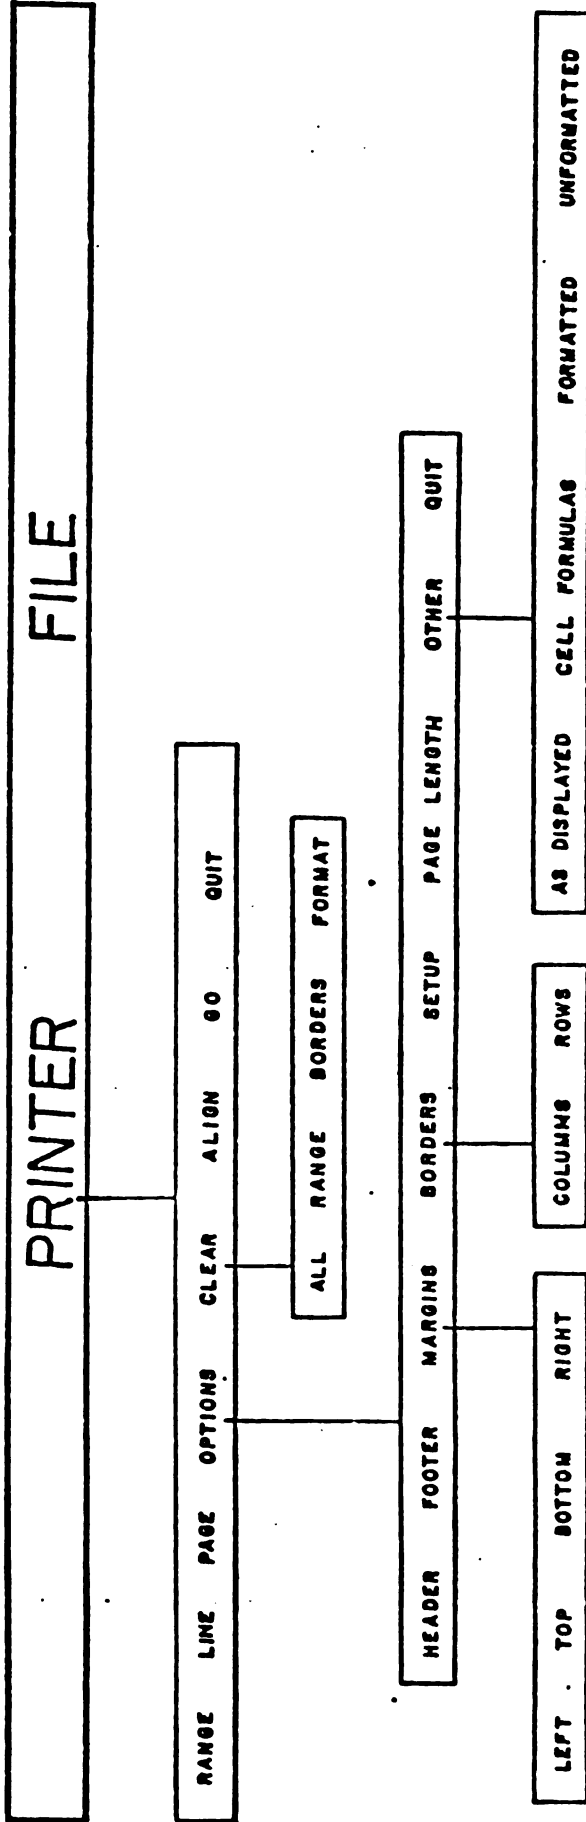 PRINTER FILE
RANGE LINE PAGE OPTIONS CLEAR ALIGN GO QUIT
ALL RANGE BORDERS FORMAT
HEADER FOOTER MARGINS BORDERS SETUP PAGE LENGTH OTHER QUIT
LEFT TOP BOTTOM RIGHT
COLUMNS ROWS
AS DISPLAYED CELL FORMULAS FORMATTED UNFORMATTED